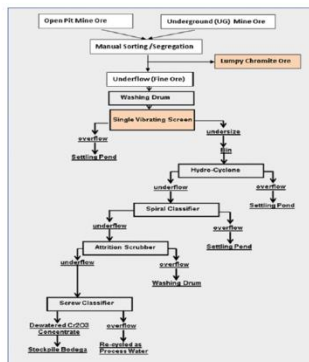 Open Pit Mine Ore
Underground (UG) Mine Ore
Manual Sorting /Segregation
Lumpy Chromite Ore
Underflow (Fine Ore)
Washing Drum
Single Vibrating Screen
overflow
undersize
Settling Pond
Hydro-Cyclone
underflow
overflow
Spiral Classifier
Settling Pond
underflow
overflow
Attrition Scrubber
Settling Pond
underflow
overflow
Washing Drum
Screw Classifier
Dewatered Cr2O3
overflow
Concentrate
Re-cycled as
Stockpile Bodega
Process Water